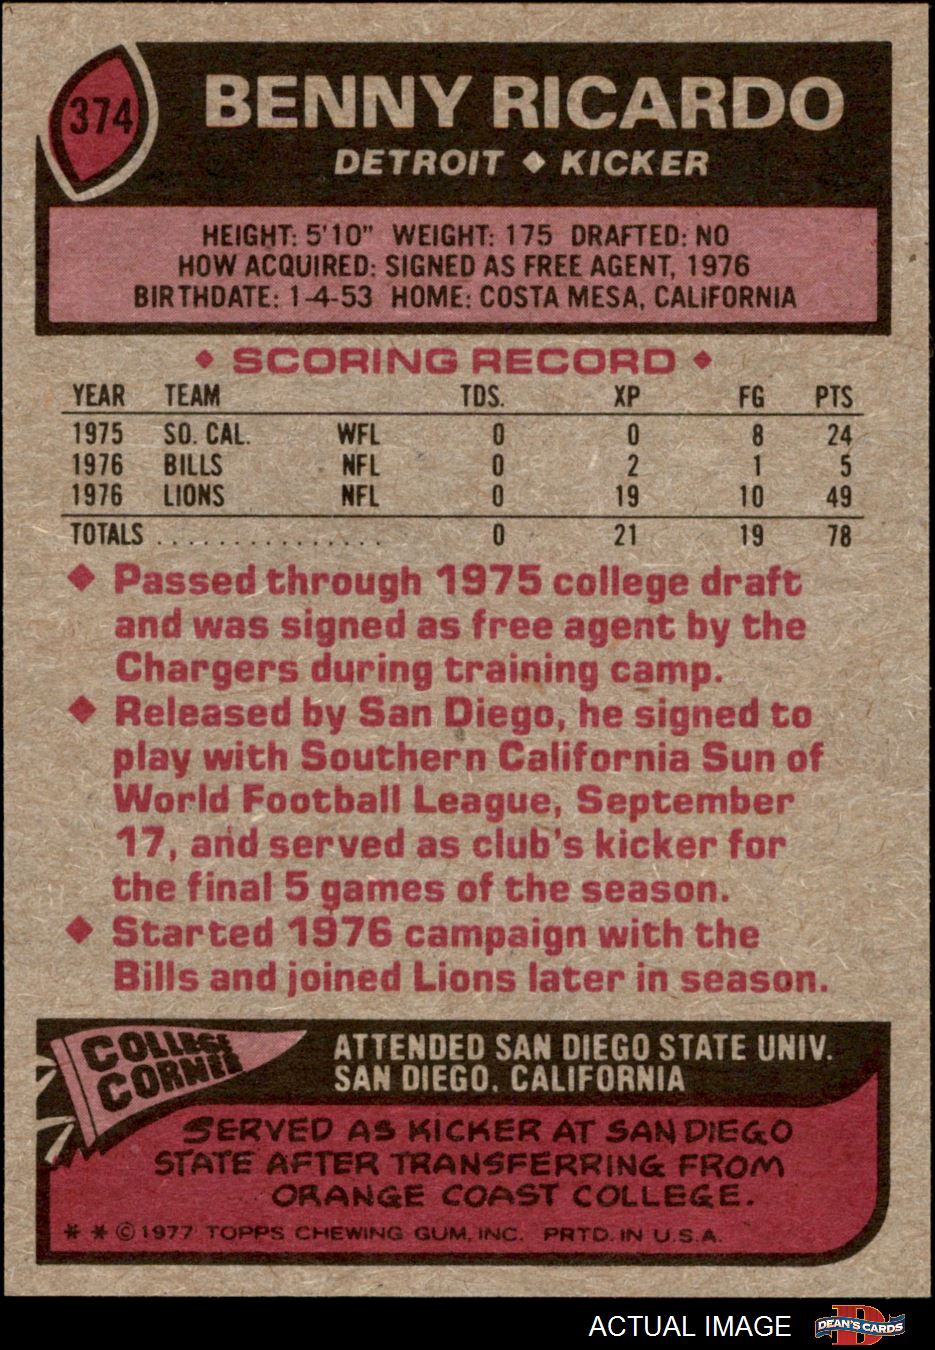 374
BENNY RICARDO
DETROIT ◆ KICKER
HEIGHT: 5'10" WEIGHT: 175 DRAFTED: NO
HOW ACQUIRED: SIGNED AS FREE AGENT, 1976
BIRTHDATE: 1-4-53 HOME: COSTA MESA, CALIFORNIA
◆ SCORING RECORD ◆
YEAR TEAM TDS. XP FG PTS
1975 SO. CAL. WFL 0 0 8 24
1976 BILLS NFL 0 2 1 5
1976 LIONS NFL 0 19 10 49
TOTALS . . . . . . . . . . . . . . . 0 21 19 78
◆ Passed through 1975 college draft
and was signed as free agent by the
Chargers during training camp.
◆ Released by San Diego, he signed to
play with Southern California Sun of
World Football League, September
17, and served as club's kicker for
the final 5 games of the season.
◆ Started 1976 campaign with the
Bills and joined Lions later in season.
COLLEGE
CORNER
ATTENDED SAN DIEGO STATE UNIV.
SAN DIEGO, CALIFORNIA
SERVED AS KICKER AT SAN DIEGO
STATE AFTER TRANSFERRING FROM
ORANGE COAST COLLEGE.
* * © 1977 TOPPS CHEWING GUM, INC. PRTD. IN U.S.A.
ACTUAL IMAGE
D
DEAN'S CARDS